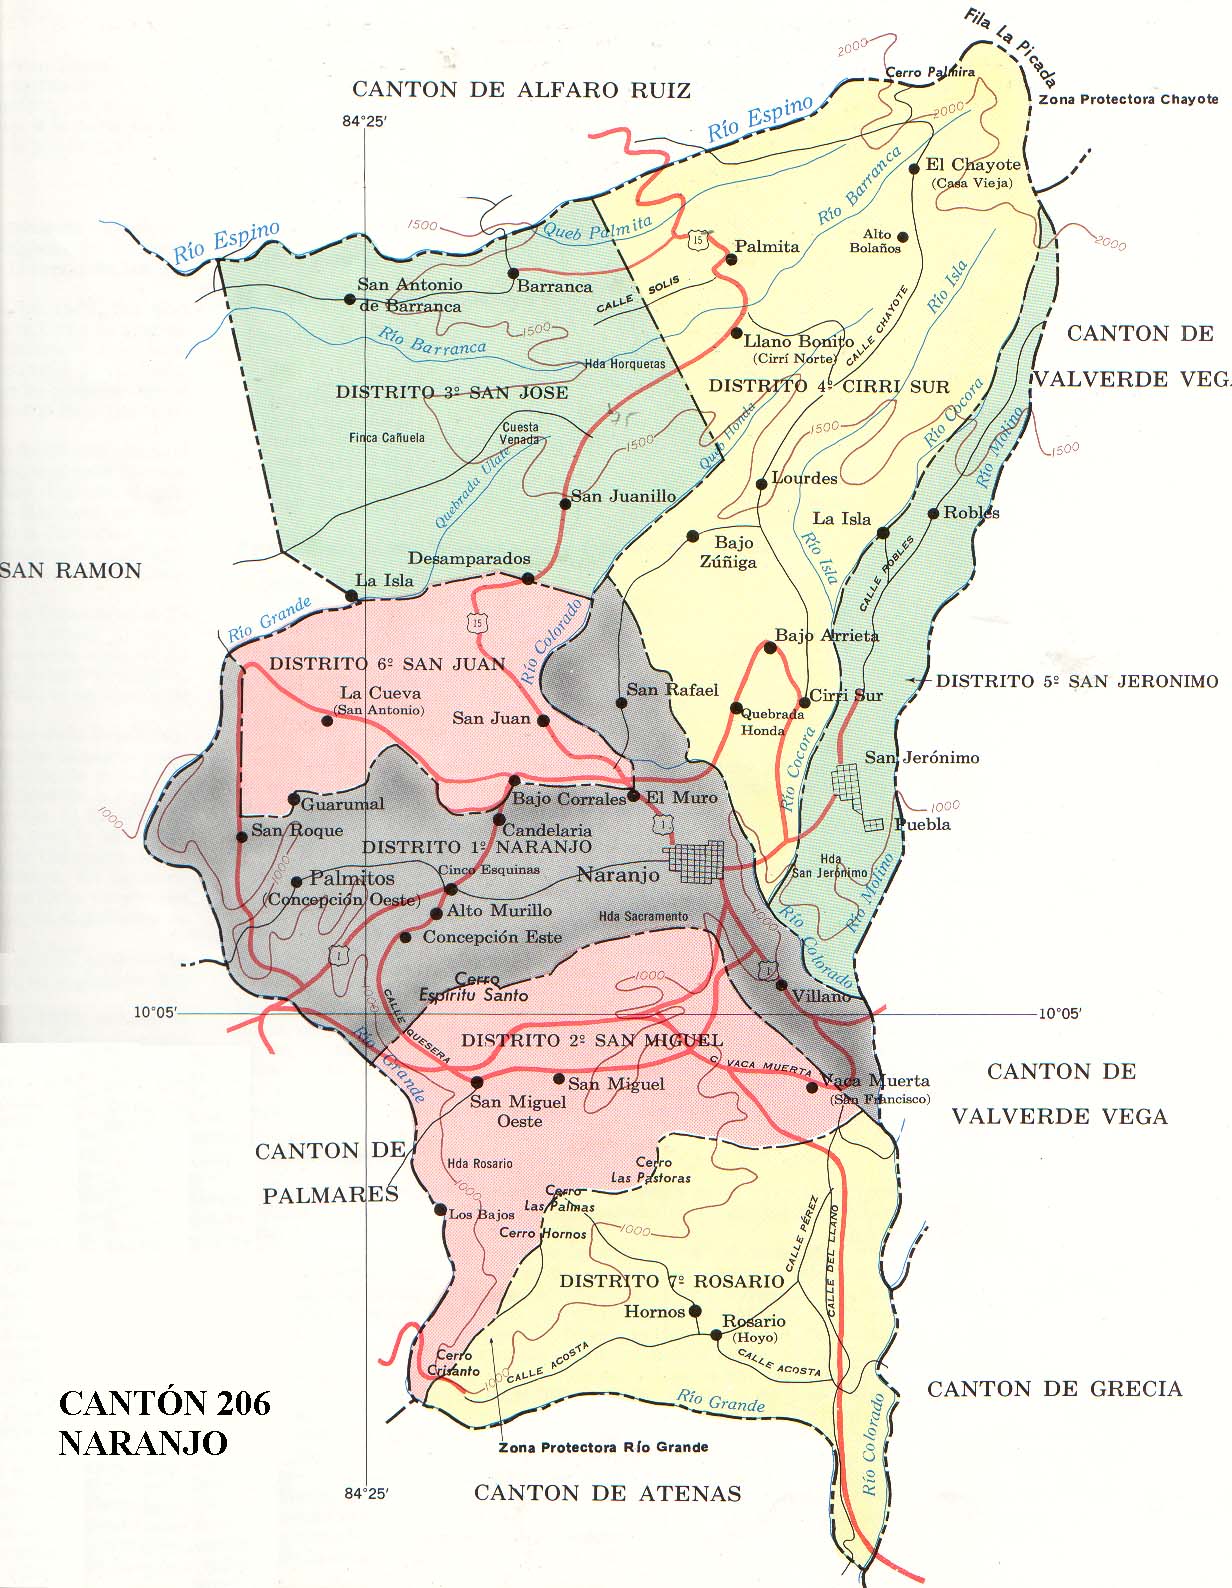 Fila La Picada
2000
Cerro Palmira
CANTON DE ALFARO RUIZ
Zona Protectora Chayote
Río Espino
2000
84°25'
El Chayote
(Casa Vieja)
Río Barranca
1500
Queb Palmita
Río Espino
15
Alto
Bolaños
2000
Palmita
San Antonio
de Barranca
Barranca
CALLE SOLIS
Río Isla
CALLE CHAYOTE
1500
Río Barranca
Llano Bonito
(Cirrí Norte)
CANTON DE
VALVERDE VEG
Hda Horqueras
DISTRITO 3º SAN JOSE
DISTRITO 4º CIRRI SUR
Río Cocora
Finca Cañuela
Cuesta
Venada
1500
1500
Queb Honda
Río Molino
1500
Quebrada Ulate
Lourdes
San Juanillo
La Isla
Robles
Bajo
Zúñiga
Río Isla
CALLE ROBLES
SAN RAMON
Desamparados
La Isla
Río Grande
15
Río Colorado
Bajo Arrieta
DISTRITO 6º SAN JUAN
DISTRITO 5º SAN JERONIMO
La Cueva
(San Antonio)
San Juan
San Rafael
Cirri Sur
Quebrada
Honda
Río Cocora
San Jerónimo
Guarumal
Bajo Corrales
El Muro
1000
1000
San Roque
Candelaria
1
Puebla
DISTRITO 1º NARANJO
1000
Palmitos
(Concepción Oeste)
Cinco Esquinas
Naranjo
Hda
San Jerónimo
Río Molino
Alto Murillo
Hda Sacramento
1000
Río Colorado
Concepción Este
1
1
Cerro
Espíritu Santo
1000
Villano
1000
10°05'
10°05'
CALLE QUESERA
Río Grande
DISTRITO 2º SAN MIGUEL
C VACA MUERTA
Vaca Muerta
(San Francisco)
CANTON DE
VALVERDE VEGA
San Miguel
San Miguel
Oeste
CANTON DE
PALMARES
Hda Rosario
Cerro
Las Pastoras
1000
Cerro
Las Palmas
Los Bajos
Cerro Hornos
1000
CALLE PÉREZ
CALLE DEL LLANO
DISTRITO 7º ROSARIO
Hornos
Rosario
(Hoyo)
Cerro
Crisanto
1000
CALLE ACOSTA
CALLE ACOSTA
CANTON DE GRECIA
Río Grande
Río Colorado
CANTÓN 206
NARANJO
Zona Protectora Río Grande
84°25'
CANTON DE ATENAS